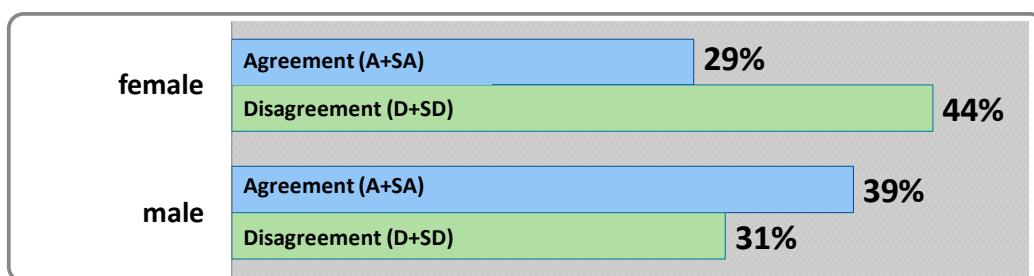 female
Agreement (A+SA)
29%
Disagreement (D+SD)
44%
male
Agreement (A+SA)
39%
Disagreement (D+SD)
31%